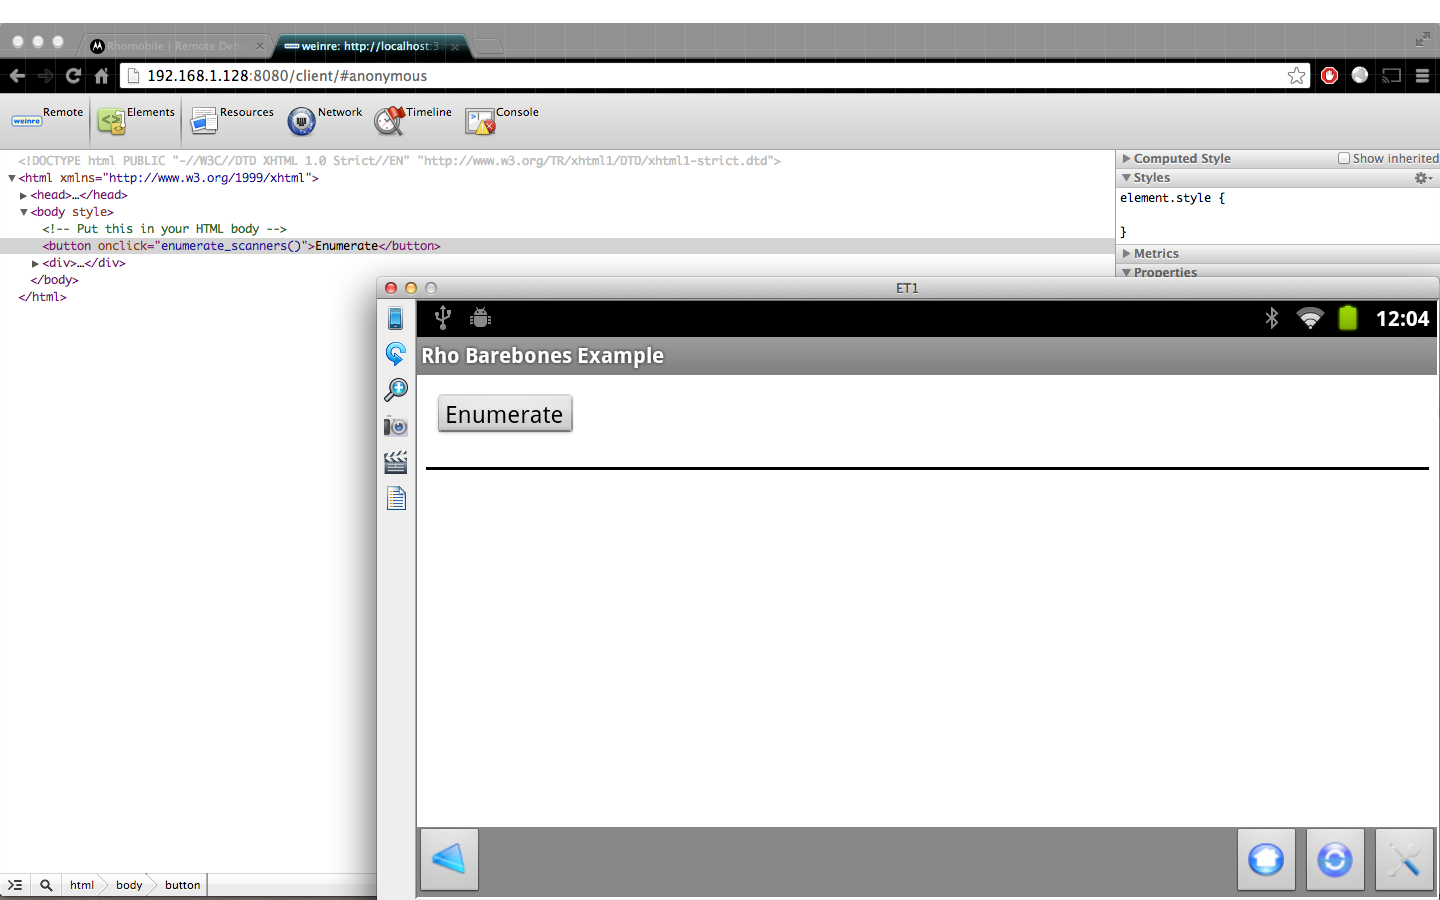 Rhomobile | Remote Deb
weinre: http://localhost:3
192.168.1.128:8080/client/#anonymous
weinre
Remote
Elements
Resources
Network
Timeline
Console
<!DOCTYPE html PUBLIC "-//W3C//DTD XHTML 1.0 Strict//EN" "http://www.w3.org/TR/xhtml1/DTD/xhtml1-strict.dtd">
<html xmlns="http://www.w3.org/1999/xhtml">
<head>…</head>
<body style>
<!-- Put this in your HTML body -->
<button onclick="enumerate_scanners()">Enumerate</button>
<div>…</div>
</body>
</html>
Computed Style
Show inherited
Styles
element.style {
}
Metrics
Properties
ET1
12:04
Rho Barebones Example
Enumerate
html
body
button